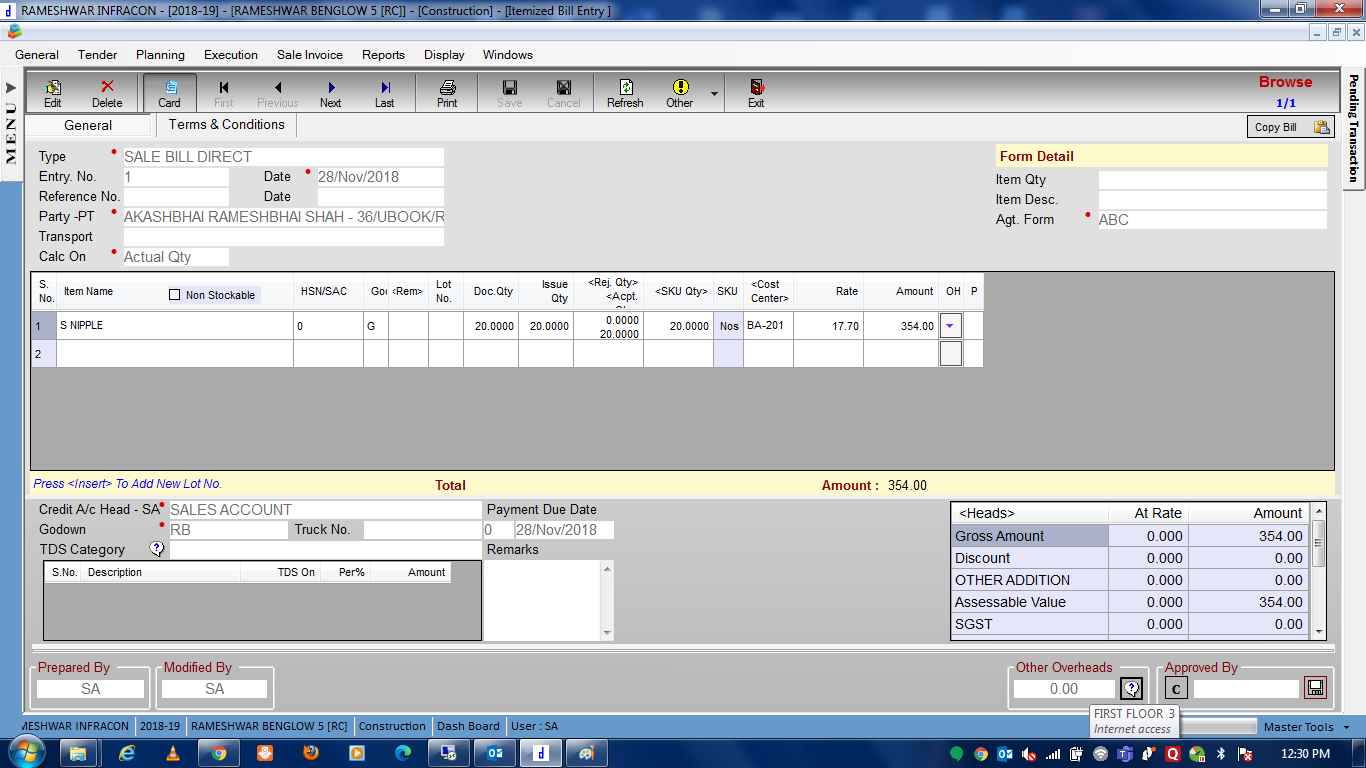 RAMESHWAR INFRACON - [2018-19] - [RAMESHWAR BENGLOW 5 [RC]] - [Construction] - [Itemized Bill Entry ]
General Tender Planning Execution Sale Invoice Reports Display Windows
MENU
Edit Delete Card First Previous Next Last Print Save Cancel Refresh Other Exit
Browse
1/1
Pending Transaction
General Terms & Conditions
Copy Bill
Type SALE BILL DIRECT
Form Detail
Entry. No. 1 Date 28/Nov/2018
Item Qty
Reference No. Date
Item Desc.
Party -PT AKASHBHAI RAMESHBHAI SHAH - 36/UBOOK/R
Agt. Form ABC
Transport
Calc On Actual Qty
S. No. Item Name Non Stockable HSN/SAC Go <Rem> Lot No. Doc.Qty Issue Qty <Rej. Qty> <Acpt. <SKU Qty> SKU <Cost Center> Rate Amount OH P
1 S NIPPLE 0 G 20.0000 20.0000 0.0000 20.0000 20.0000 Nos BA-201 17.70 354.00
2
Press <Insert> To Add New Lot No. Total Amount : 354.00
Credit A/c Head - SA SALES ACCOUNT Payment Due Date
Godown RB Truck No. 0 28/Nov/2018
TDS Category Remarks
S.No. Description TDS On Per% Amount
<Heads> At Rate Amount
Gross Amount 0.000 354.00
Discount 0.000 0.00
OTHER ADDITION 0.000 0.00
Assessable Value 0.000 354.00
SGST 0.000 0.00
Prepared By Modified By Other Overheads Approved By
SA SA 0.00 C
FIRST FLOOR 3
Internet access
MESHWAR INFRACON 2018-19 RAMESHWAR BENGLOW 5 [RC] Construction Dash Board User : SA Master Tools
12:30 PM